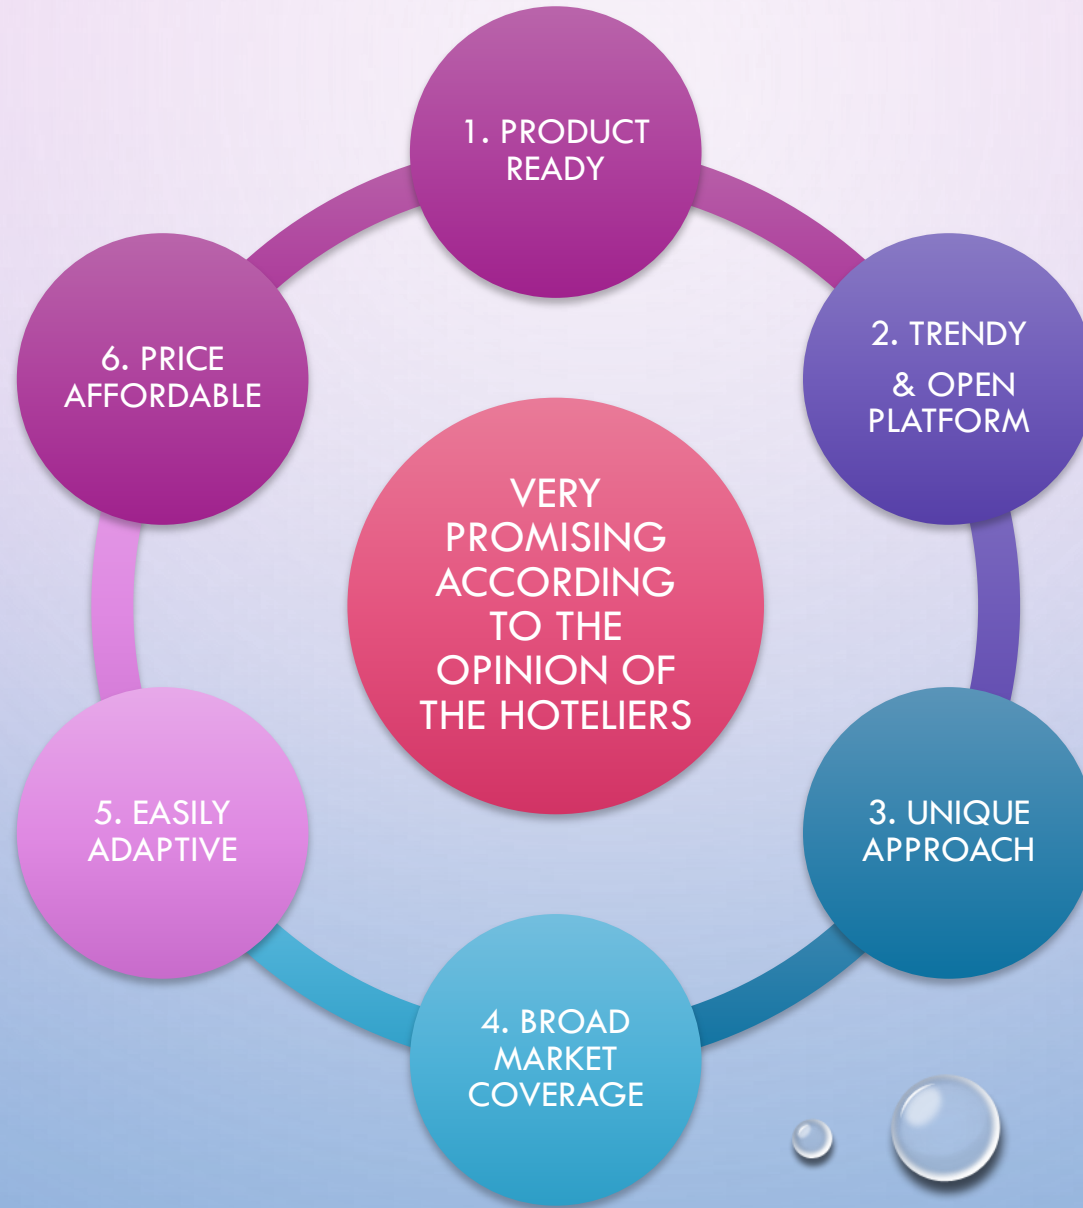 1. PRODUCT
READY
2. TRENDY
& OPEN
PLATFORM
3. UNIQUE
APPROACH
4. BROAD
MARKET
COVERAGE
5. EASILY
ADAPTIVE
6. PRICE
AFFORDABLE
VERY
PROMISING
ACCORDING
TO THE
OPINION OF
THE HOTELIERS